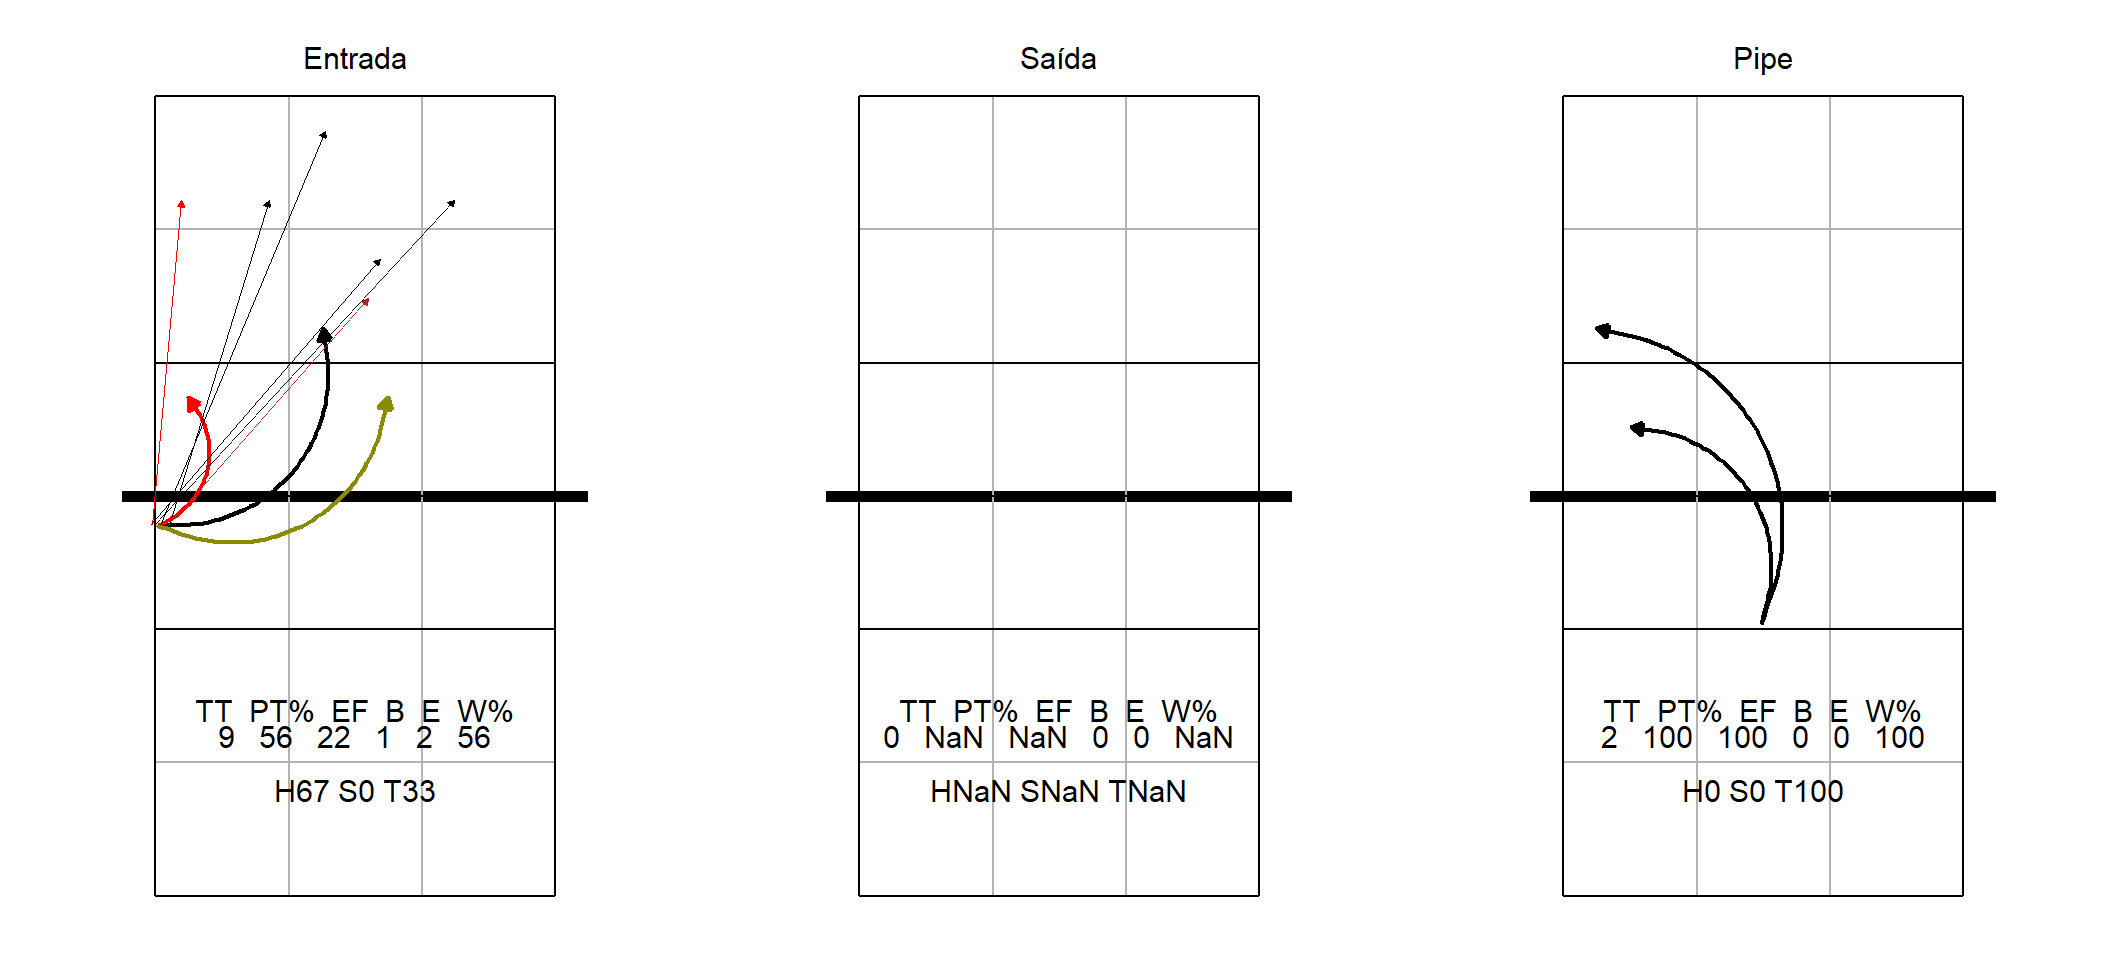 Entrada
TT PT% EF B E W%
9 56 22 1 2 56
H67 S0 T33
Saída
TT PT% EF B E W%
0 NaN NaN 0 0 NaN
HNaN SNaN TNaN
Pipe
TT PT% EF B E W%
2 100 100 0 0 100
H0 S0 T100